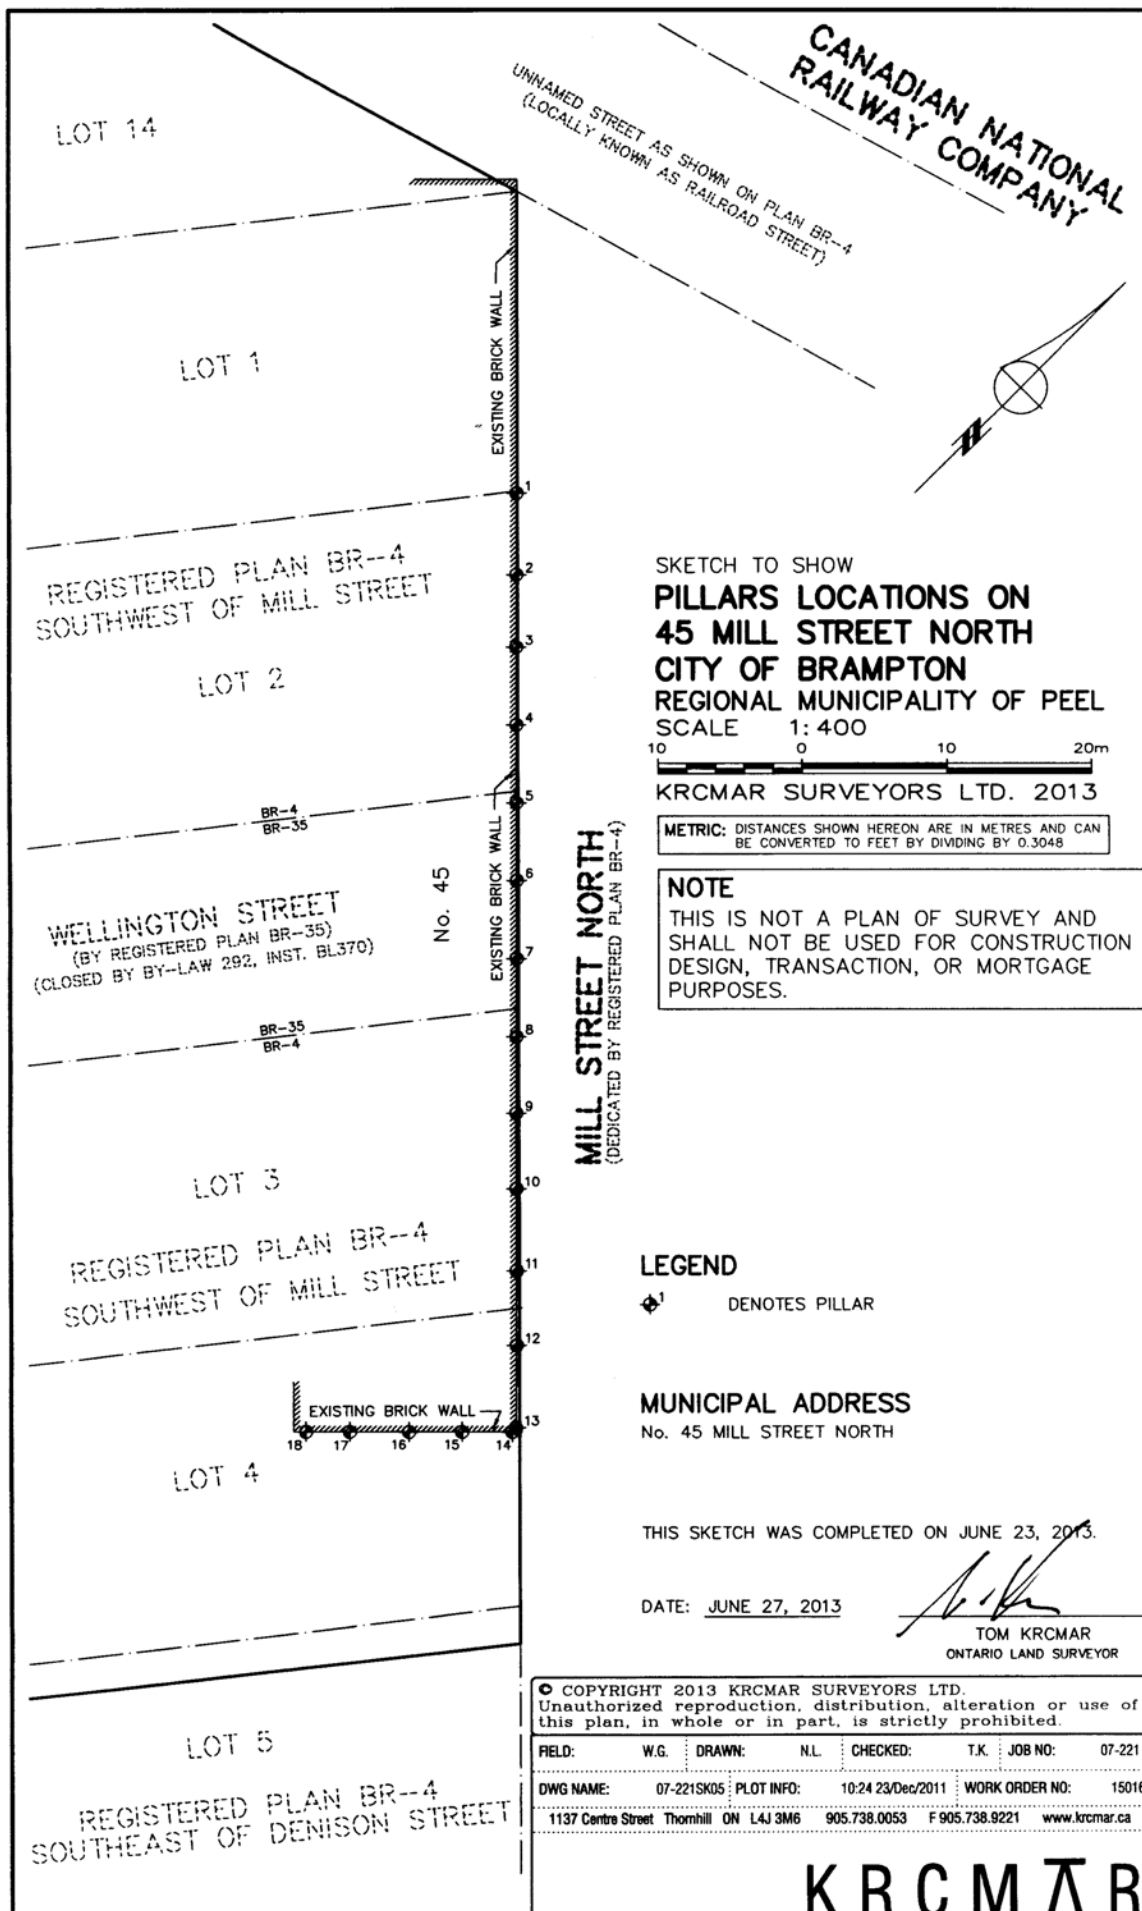 CANADIAN NATIONAL
RAILWAY COMPANY
UNNAMED STREET AS SHOWN ON PLAN BR--4
(LOCALLY KNOWN AS RAILROAD STREET)
LOT 14
LOT 1
EXISTING BRICK WALL
1
REGISTERED PLAN BR--4
SOUTHWEST OF MILL STREET
2
3
LOT 2
4
5
BR-4
BR-35
EXISTING BRICK WALL
No. 45
6
WELLINGTON STREET
(BY REGISTERED PLAN BR--35)
(CLOSED BY BY--LAW 292, INST. BL370)
7
8
BR-35
BR-4
9
LOT 3
10
REGISTERED PLAN BR--4
SOUTHWEST OF MILL STREET
11
12
EXISTING BRICK WALL
13
18
17
16
15
14
LOT 4
LOT 5
REGISTERED PLAN BR--4
SOUTHEAST OF DENISON STREET
MILL STREET NORTH
(DEDICATED BY REGISTERED PLAN BR-4)
N
SKETCH TO SHOW
PILLARS LOCATIONS ON
45 MILL STREET NORTH
CITY OF BRAMPTON
REGIONAL MUNICIPALITY OF PEEL
SCALE 1:400
10 0 10 20m
KRCMAR SURVEYORS LTD. 2013
METRIC: DISTANCES SHOWN HEREON ARE IN METRES AND CAN
BE CONVERTED TO FEET BY DIVIDING BY 0.3048
NOTE
THIS IS NOT A PLAN OF SURVEY AND
SHALL NOT BE USED FOR CONSTRUCTION
DESIGN, TRANSACTION, OR MORTGAGE
PURPOSES.
LEGEND
1 DENOTES PILLAR
MUNICIPAL ADDRESS
No. 45 MILL STREET NORTH
THIS SKETCH WAS COMPLETED ON JUNE 23, 2013.
DATE: JUNE 27, 2013
TOM KRCMAR
ONTARIO LAND SURVEYOR
© COPYRIGHT 2013 KRCMAR SURVEYORS LTD.
Unauthorized reproduction, distribution, alteration or use of
this plan, in whole or in part, is strictly prohibited.
FIELD: W.G. DRAWN: N.L. CHECKED: T.K. JOB NO: 07-221
DWG NAME: 07-221SK05 PLOT INFO: 10:24 23/Dec/2011 WORK ORDER NO: 15016
1137 Centre Street Thornhill ON L4J 3M6 905.738.0053 F 905.738.9221 www.krcmar.ca
KRCMAR